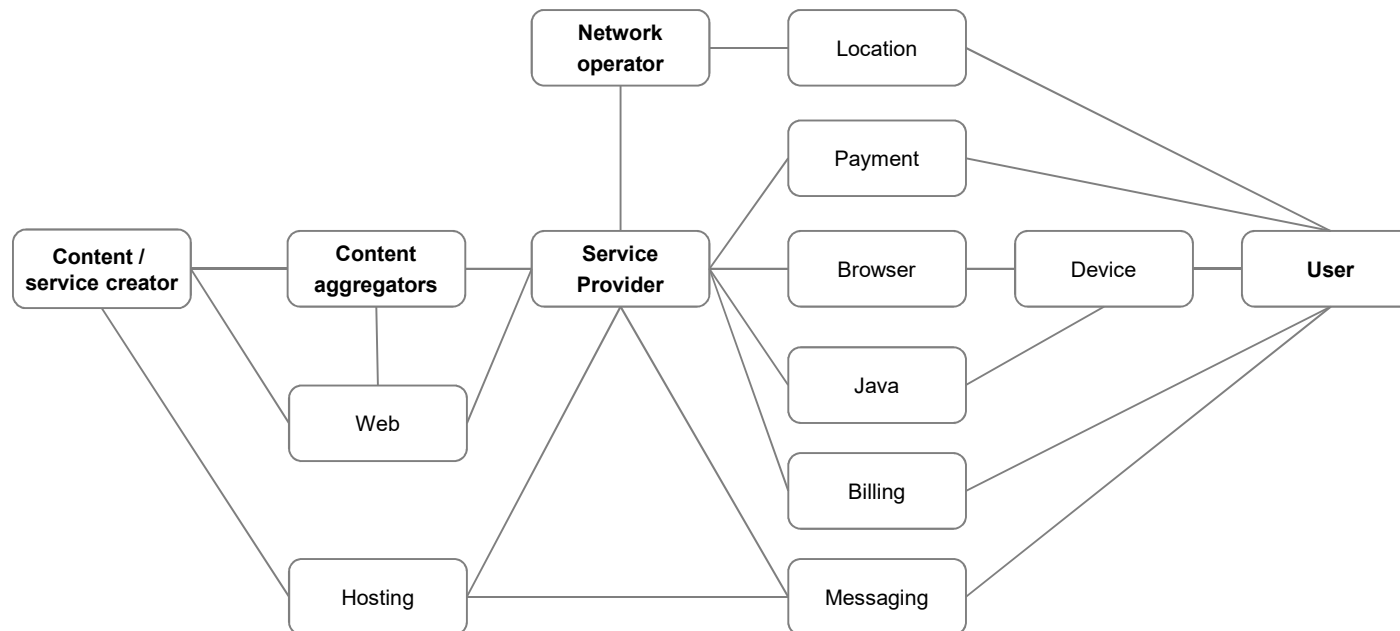 Network
operator
Location
Payment
Content /
service creator
Content
aggregators
Service
Provider
Browser
Device
User
Java
Web
Billing
Hosting
Messaging